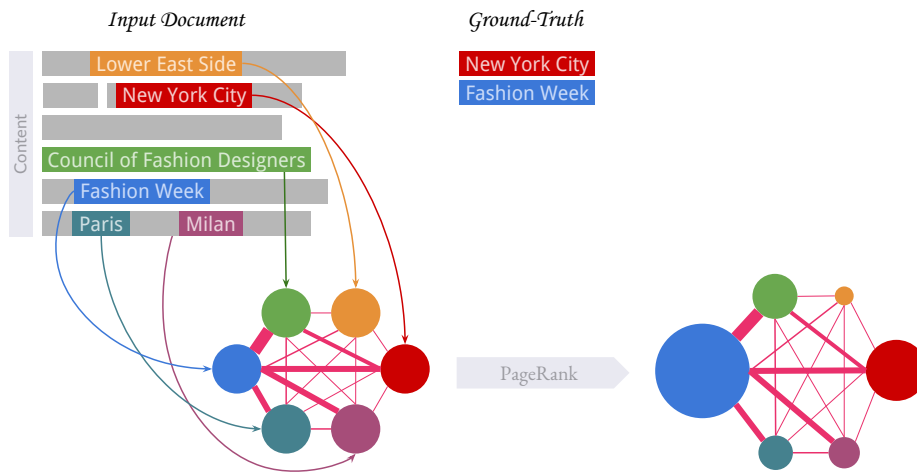 Input Document
Ground-Truth
Content
Lower East Side
New York City
Council of Fashion Designers
Fashion Week
Paris Milan
New York City
Fashion Week
PageRank